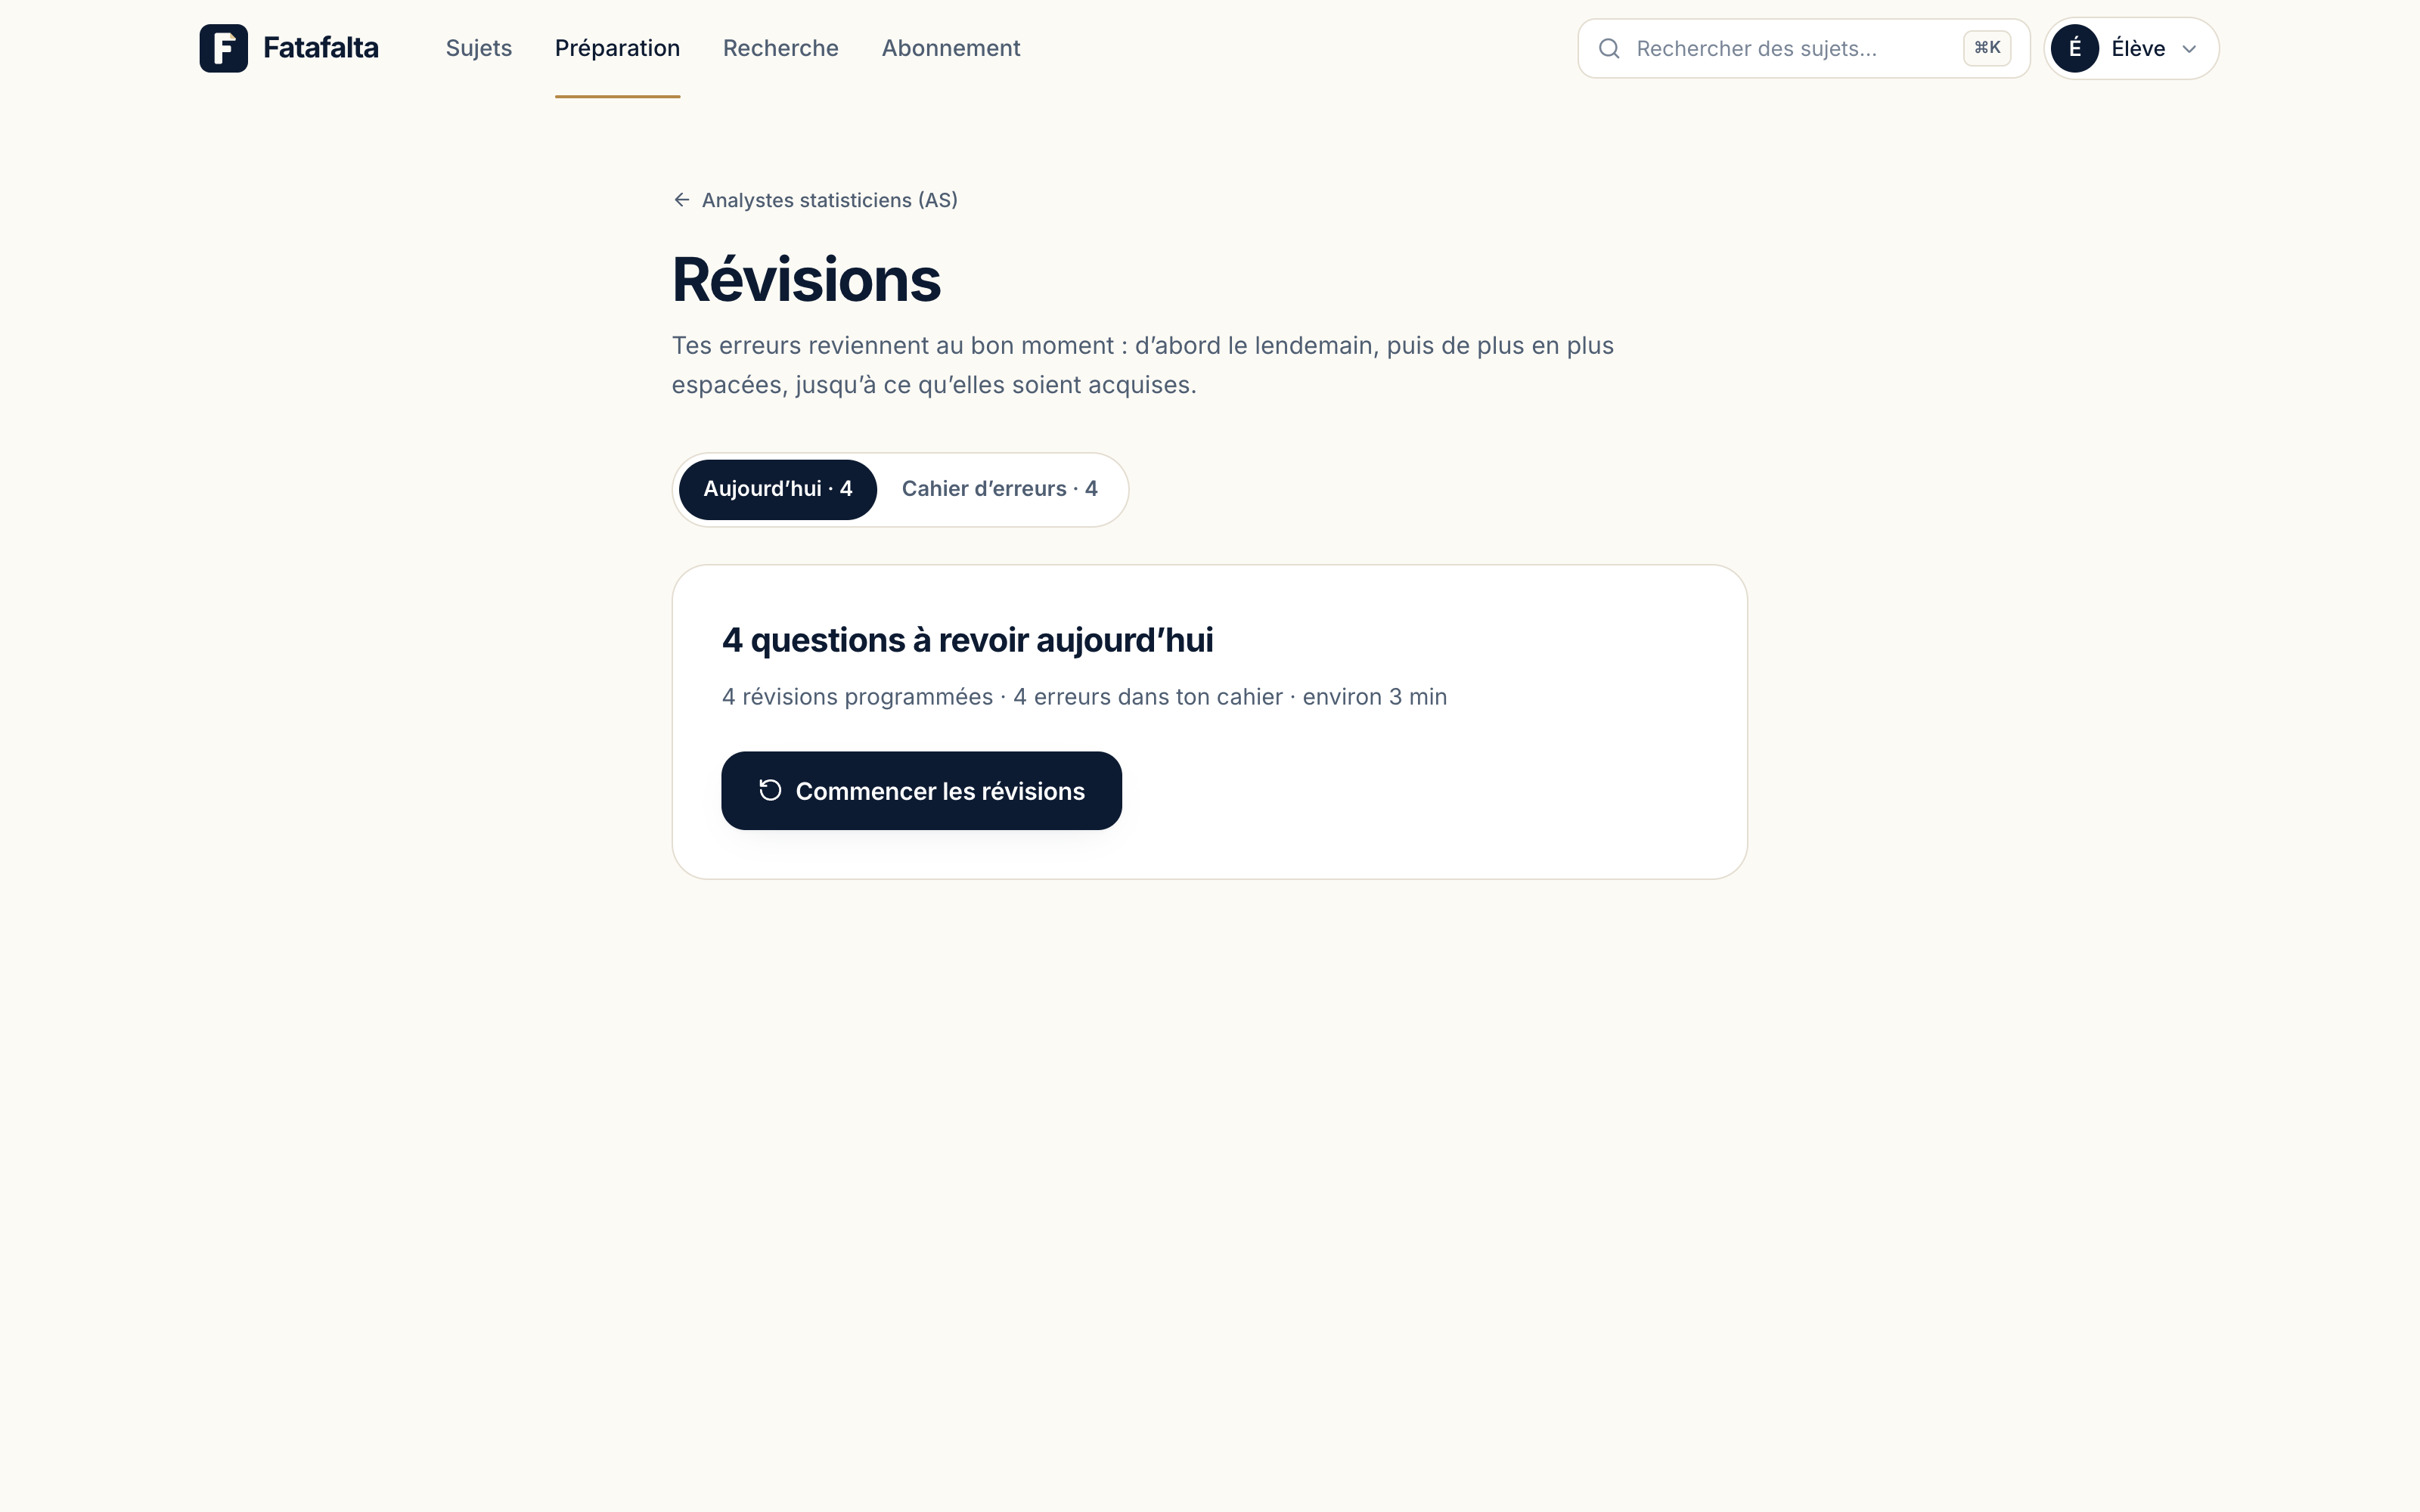 Fatafalta
Sujets
Préparation
Recherche
Abonnement
Rechercher des sujets...
⌘K
É
Élève
← Analystes statisticiens (AS)
Révisions
Tes erreurs reviennent au bon moment : d’abord le lendemain, puis de plus en plus
espacées, jusqu’à ce qu’elles soient acquises.
Aujourd’hui · 4
Cahier d’erreurs · 4
4 questions à revoir aujourd’hui
4 révisions programmées · 4 erreurs dans ton cahier · environ 3 min
Commencer les révisions